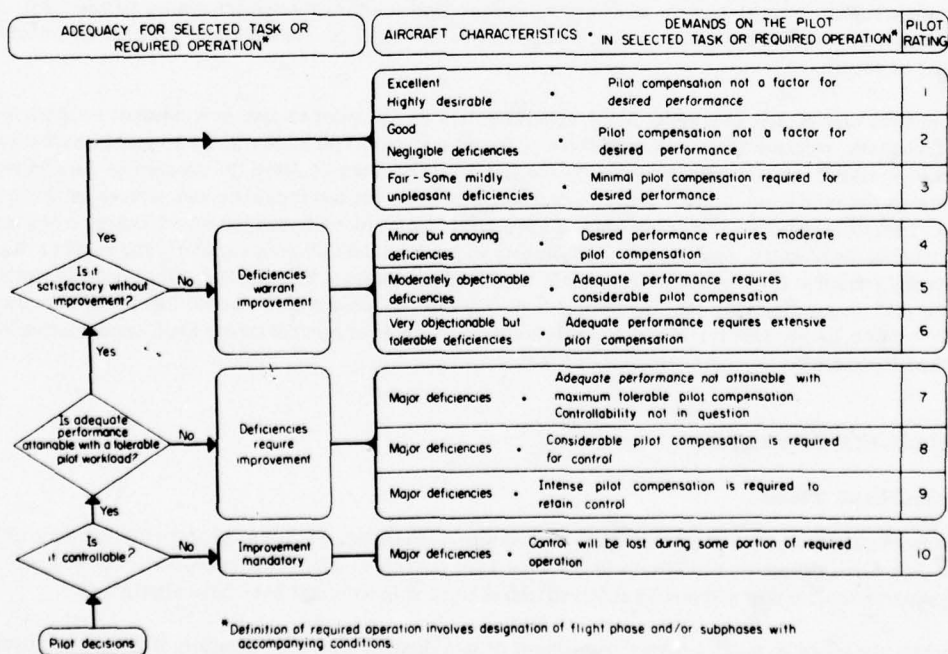 ADEQUACY FOR SELECTED TASK OR
REQUIRED OPERATION*
AIRCRAFT CHARACTERISTICS •
DEMANDS ON THE PILOT
IN SELECTED TASK OR REQUIRED OPERATION*
PILOT
RATING
Excellent
Highly desirable
•
Pilot compensation not a factor for
desired performance
1
Good
Negligible deficiencies
•
Pilot compensation not a factor for
desired performance
2
Fair - Some mildly
unpleasant deficiencies
•
Minimal pilot compensation required for
desired performance
3
Yes
Is it
satisfactory without
improvement?
No
Deficiencies
warrant
improvement
Minor but annoying
deficiencies
•
Desired performance requires moderate
pilot compensation
4
Moderately objectionable
deficiencies
•
Adequate performance requires
considerable pilot compensation
5
Very objectionable but
tolerable deficiencies
•
Adequate performance requires extensive
pilot compensation
6
Yes
Is adequate
performance
attainable with a tolerable
pilot workload?
No
Deficiencies
require
improvement
Major deficiencies
•
Adequate performance not attainable with
maximum tolerable pilot compensation
Controllability not in question
7
Major deficiencies
•
Considerable pilot compensation is required
for control
8
Major deficiencies
•
Intense pilot compensation is required to
retain control
9
Yes
Is
it controllable?
No
Improvement
mandatory
Major deficiencies
•
Control will be lost during some portion of required
operation
10
Pilot decisions
*Definition of required operation involves designation of flight phase and/or subphases with
accompanying conditions.